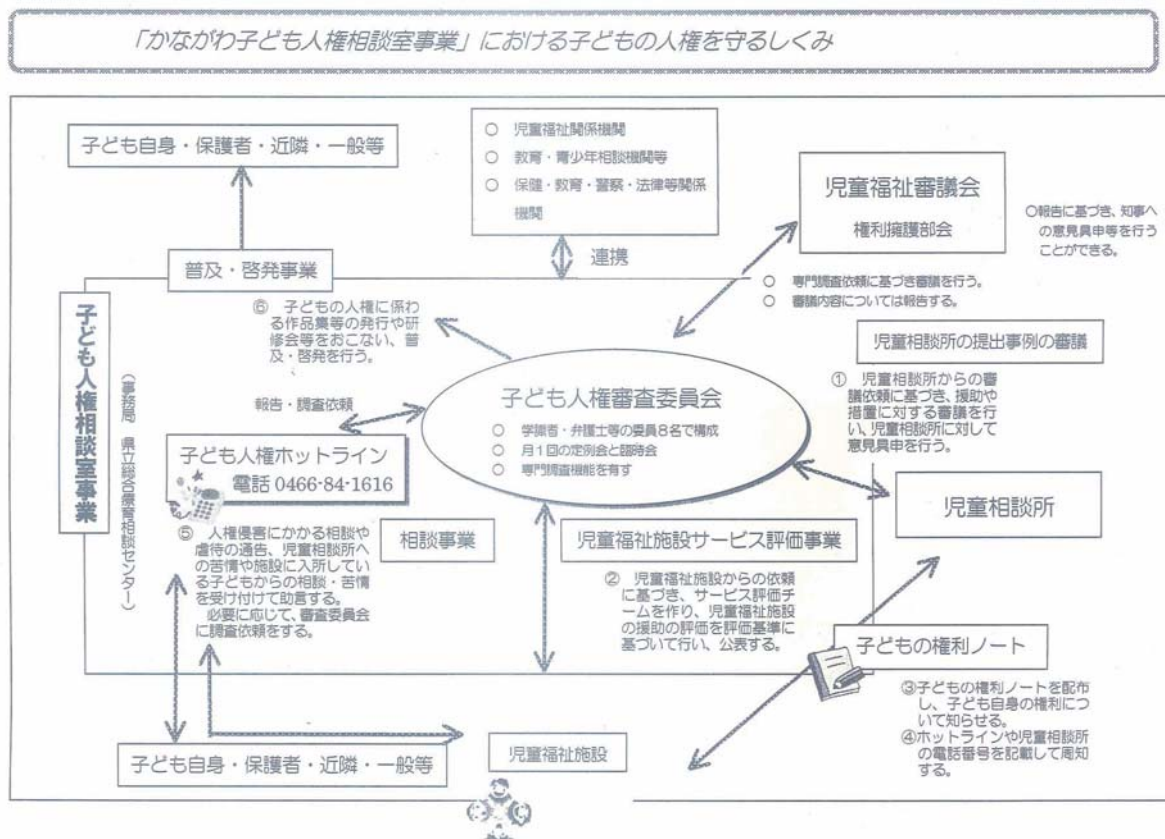 「かながわ子ども人権相談室事業」における子どもの人権を守るしくみ
子ども自身・保護者・近隣・一般等
○ 児童福祉関係機関
○ 教育・青少年相談機関等
○ 保健・教育・警察・法律等関係
機関
児童福祉審議会
権利擁護部会
○報告に基づき、知事へ
の意見具申等を行う
ことができる。
連携
普及・啓発事業
○ 専門調査依頼に基づき審議を行う。
○ 審議内容については報告する。
子ども人権相談室事業
(事務局 県立総合療育相談センター)
⑥ 子どもの人権に係わ
る作品集等の発行や研
修会等をおこない、普
及・啓発を行う。
児童相談所の提出事例の審議
① 児童相談所からの審
議依頼に基づき、援助や
措置に対する審議を行
い、児童相談所に対して
意見具申を行う。
子ども人権審査委員会
○ 学識者・弁護士等の委員8名で構成
○ 月1回の定例会と臨時会
○ 専門調査機能を有す
報告・調査依頼
子ども人権ホットライン
電話 0466-84-1616
児童相談所
⑤ 人権侵害にかかる相談や
虐待の通告、児童相談所へ
の苦情や施設に入所してい
る子どもからの相談・苦情
を受け付けて助言する。
必要に応じて、審査委員会
に調査依頼をする。
相談事業
児童福祉施設サービス評価事業
② 児童福祉施設からの依頼
に基づき、サービス評価チ
ームを作り、児童福祉施設
の援助の評価を評価基準に
基づいて行い、公表する。
子どもの権利ノート
③子どもの権利ノートを配布
し、子ども自身の権利につ
いて知らせる。
④ホットラインや児童相談所
の電話番号を記載して周知
する。
子ども自身・保護者・近隣・一般等
児童福祉施設